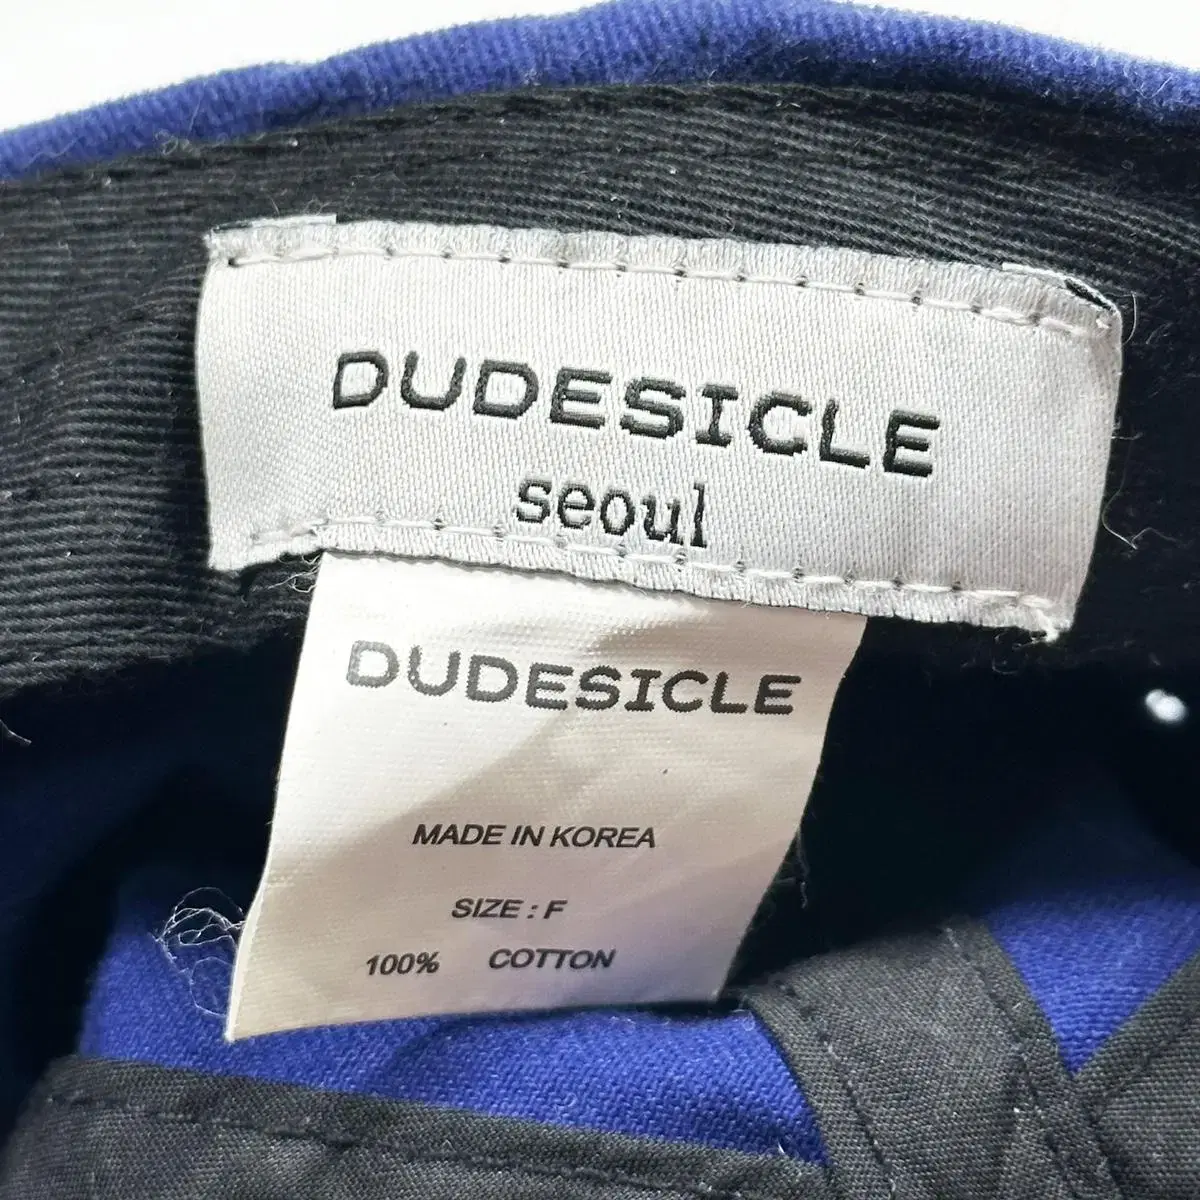 DUDESICLE
seoul
DUDESICLE
MADE IN KOREA
SIZE : F
100% COTTON